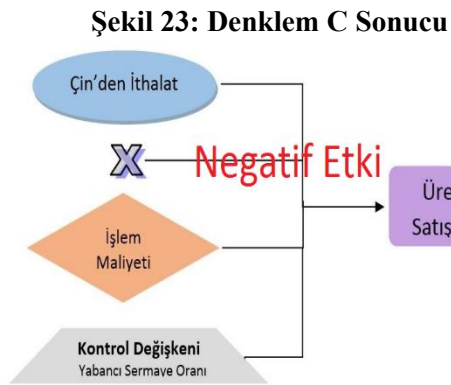 Şekil 23: Denklem C Sonucu
Çin’den İthalat
X
Negatif Etki
İşlem
Maliyeti
Kontrol Değişkeni
Yabancı Sermaye Oranı